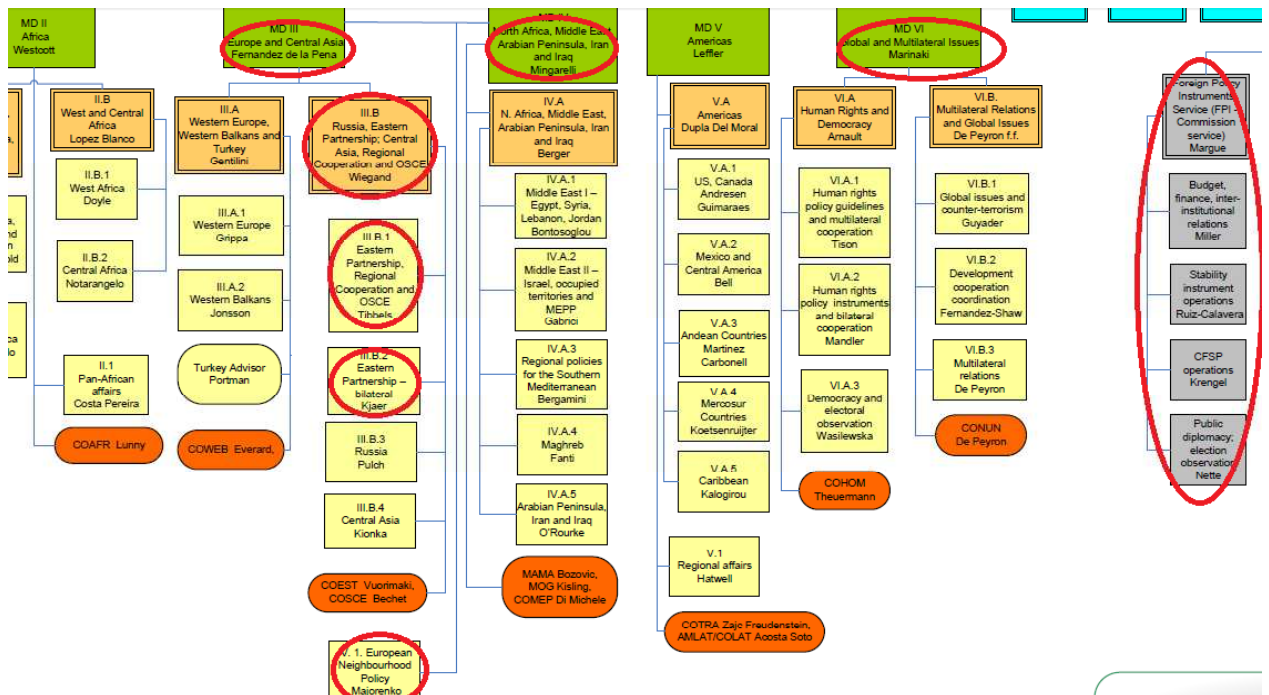 MD II
Africa
Westcott
MD III
Europe and Central Asia
Fernandez de la Pena
North Africa, Middle East,
Arabian Peninsula, Iran
and Iraq
Mingarelli
MD V
Americas
Leffler
MD VI
Global and Multilateral Issues
Marinaki
II.B
West and Central
Africa
Lopez Blanco
II.B.1
West Africa
Doyle
II.B.2
Central Africa
Notarangelo
II.1
Pan-African
affairs
Costa Pereira
COAFR Lunny
III.A
Western Europe,
Western Balkans and
Turkey
Gentilini
III.A.1
Western Europe
Grippa
III.A.2
Western Balkans
Jonsson
Turkey Advisor
Portman
COWEB Everard,
III.B
Russia, Eastern
Partnership; Central
Asia, Regional
Cooperation and OSCE
Wiegand
III.B.1
Eastern
Partnership,
Regional
Cooperation and
OSCE
Tibbels
III.B.2
Eastern
Partnership –
bilateral
Kjaer
III.B.3
Russia
Pulch
III.B.4
Central Asia
Kionka
COEST Vuorimaki,
COSCE Bechet
V. 1. European
Neighbourhood
Policy
Majorenko
IV.A
N. Africa, Middle East,
Arabian Peninsula, Iran
and Iraq
Berger
IV.A.1
Middle East I –
Egypt, Syria,
Lebanon, Jordan
Bontosoglou
IV.A.2
Middle East II –
Israel, occupied
territories and
MEPP
Gabrici
IV.A.3
Regional policies
for the Southern
Mediterranean
Bergamini
IV.A.4
Maghreb
Fanti
IV.A.5
Arabian Peninsula,
Iran and Iraq
O'Rourke
MAMA Bozovic,
MOG Kisling,
COMEP Di Michele
V.A
Americas
Dupla Del Moral
V.A.1
US, Canada
Andresen
Guimaraes
V.A.2
Mexico and
Central America
Bell
V.A.3
Andean Countries
Martinez
Carbonell
V.A.4
Mercosur
Countries
Koetsenruijter
V.A.5
Caribbean
Kalogirou
V.1
Regional affairs
Hatwell
COTRA Zajc Freudenstein,
AMLAT/COLAT Acosta Soto
VI.A
Human Rights and
Democracy
Arnault
VI.A.1
Human rights
policy guidelines
and multilateral
cooperation
Tison
VI.A.2
Human rights
policy instruments
and bilateral
cooperation
Mandler
VI.A.3
Democracy and
electoral
observation
Wasilewska
COHOM
Theuermann
VI.B.
Multilateral Relations
and Global Issues
De Peyron f.f.
VI.B.1
Global issues and
counter-terrorism
Guyader
VI.B.2
Development
cooperation
coordination
Fernandez-Shaw
VI.B.3
Multilateral
relations
De Peyron
CONUN
De Peyron
Foreign Policy
Instruments
Service (FPI –
Commission
service)
Margue
Budget,
finance, inter-
institutional
relations
Miller
Stability
instrument
operations
Ruiz-Calavera
CFSP
operations
Krengel
Public
diplomacy;
election
observation
Nette